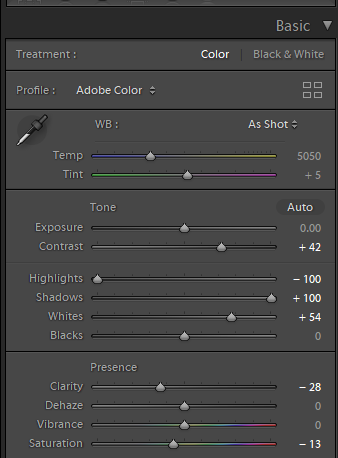 Basic
Treatment : Color | Black & White
Profile : Adobe Color
WB : As Shot
Temp 5050
Tint + 5
Tone Auto
Exposure 0.00
Contrast + 42
Highlights − 100
Shadows + 100
Whites + 54
Blacks 0
Presence
Clarity − 28
Dehaze 0
Vibrance 0
Saturation − 13